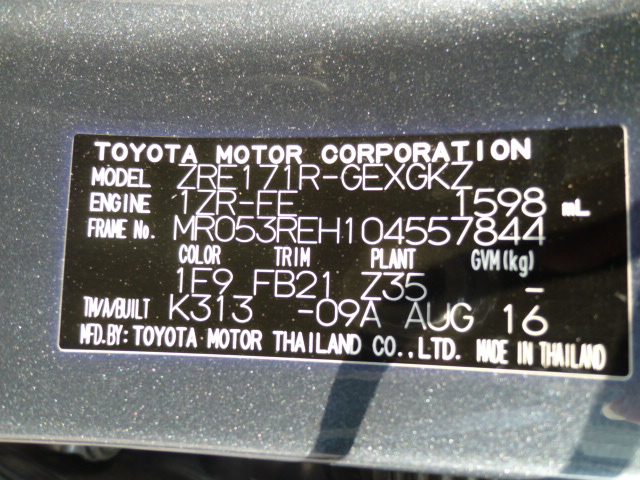 TOYOTA MOTOR CORPORATION
MODEL ZRE171R-GEXGKZ
ENGINE 1ZR-FE 1598 mL
FRAME No. MR053REH104557844
COLOR TRIM PLANT GVM(kg)
1E9 FB21 Z35 -
TM/A/BUILT K313 -09A AUG 16
MFD.BY: TOYOTA MOTOR THAILAND CO.,LTD. MADE IN THAILAND